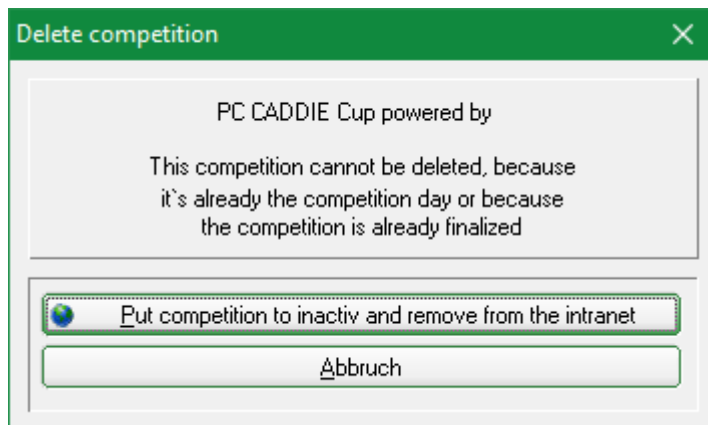 Delete competition
PC CADDIE Cup powered by
This competition cannot be deleted, because
it`s already the competition day or because
the competition is already finalized
Put competition to inactiv and remove from the intranet
Abbruch